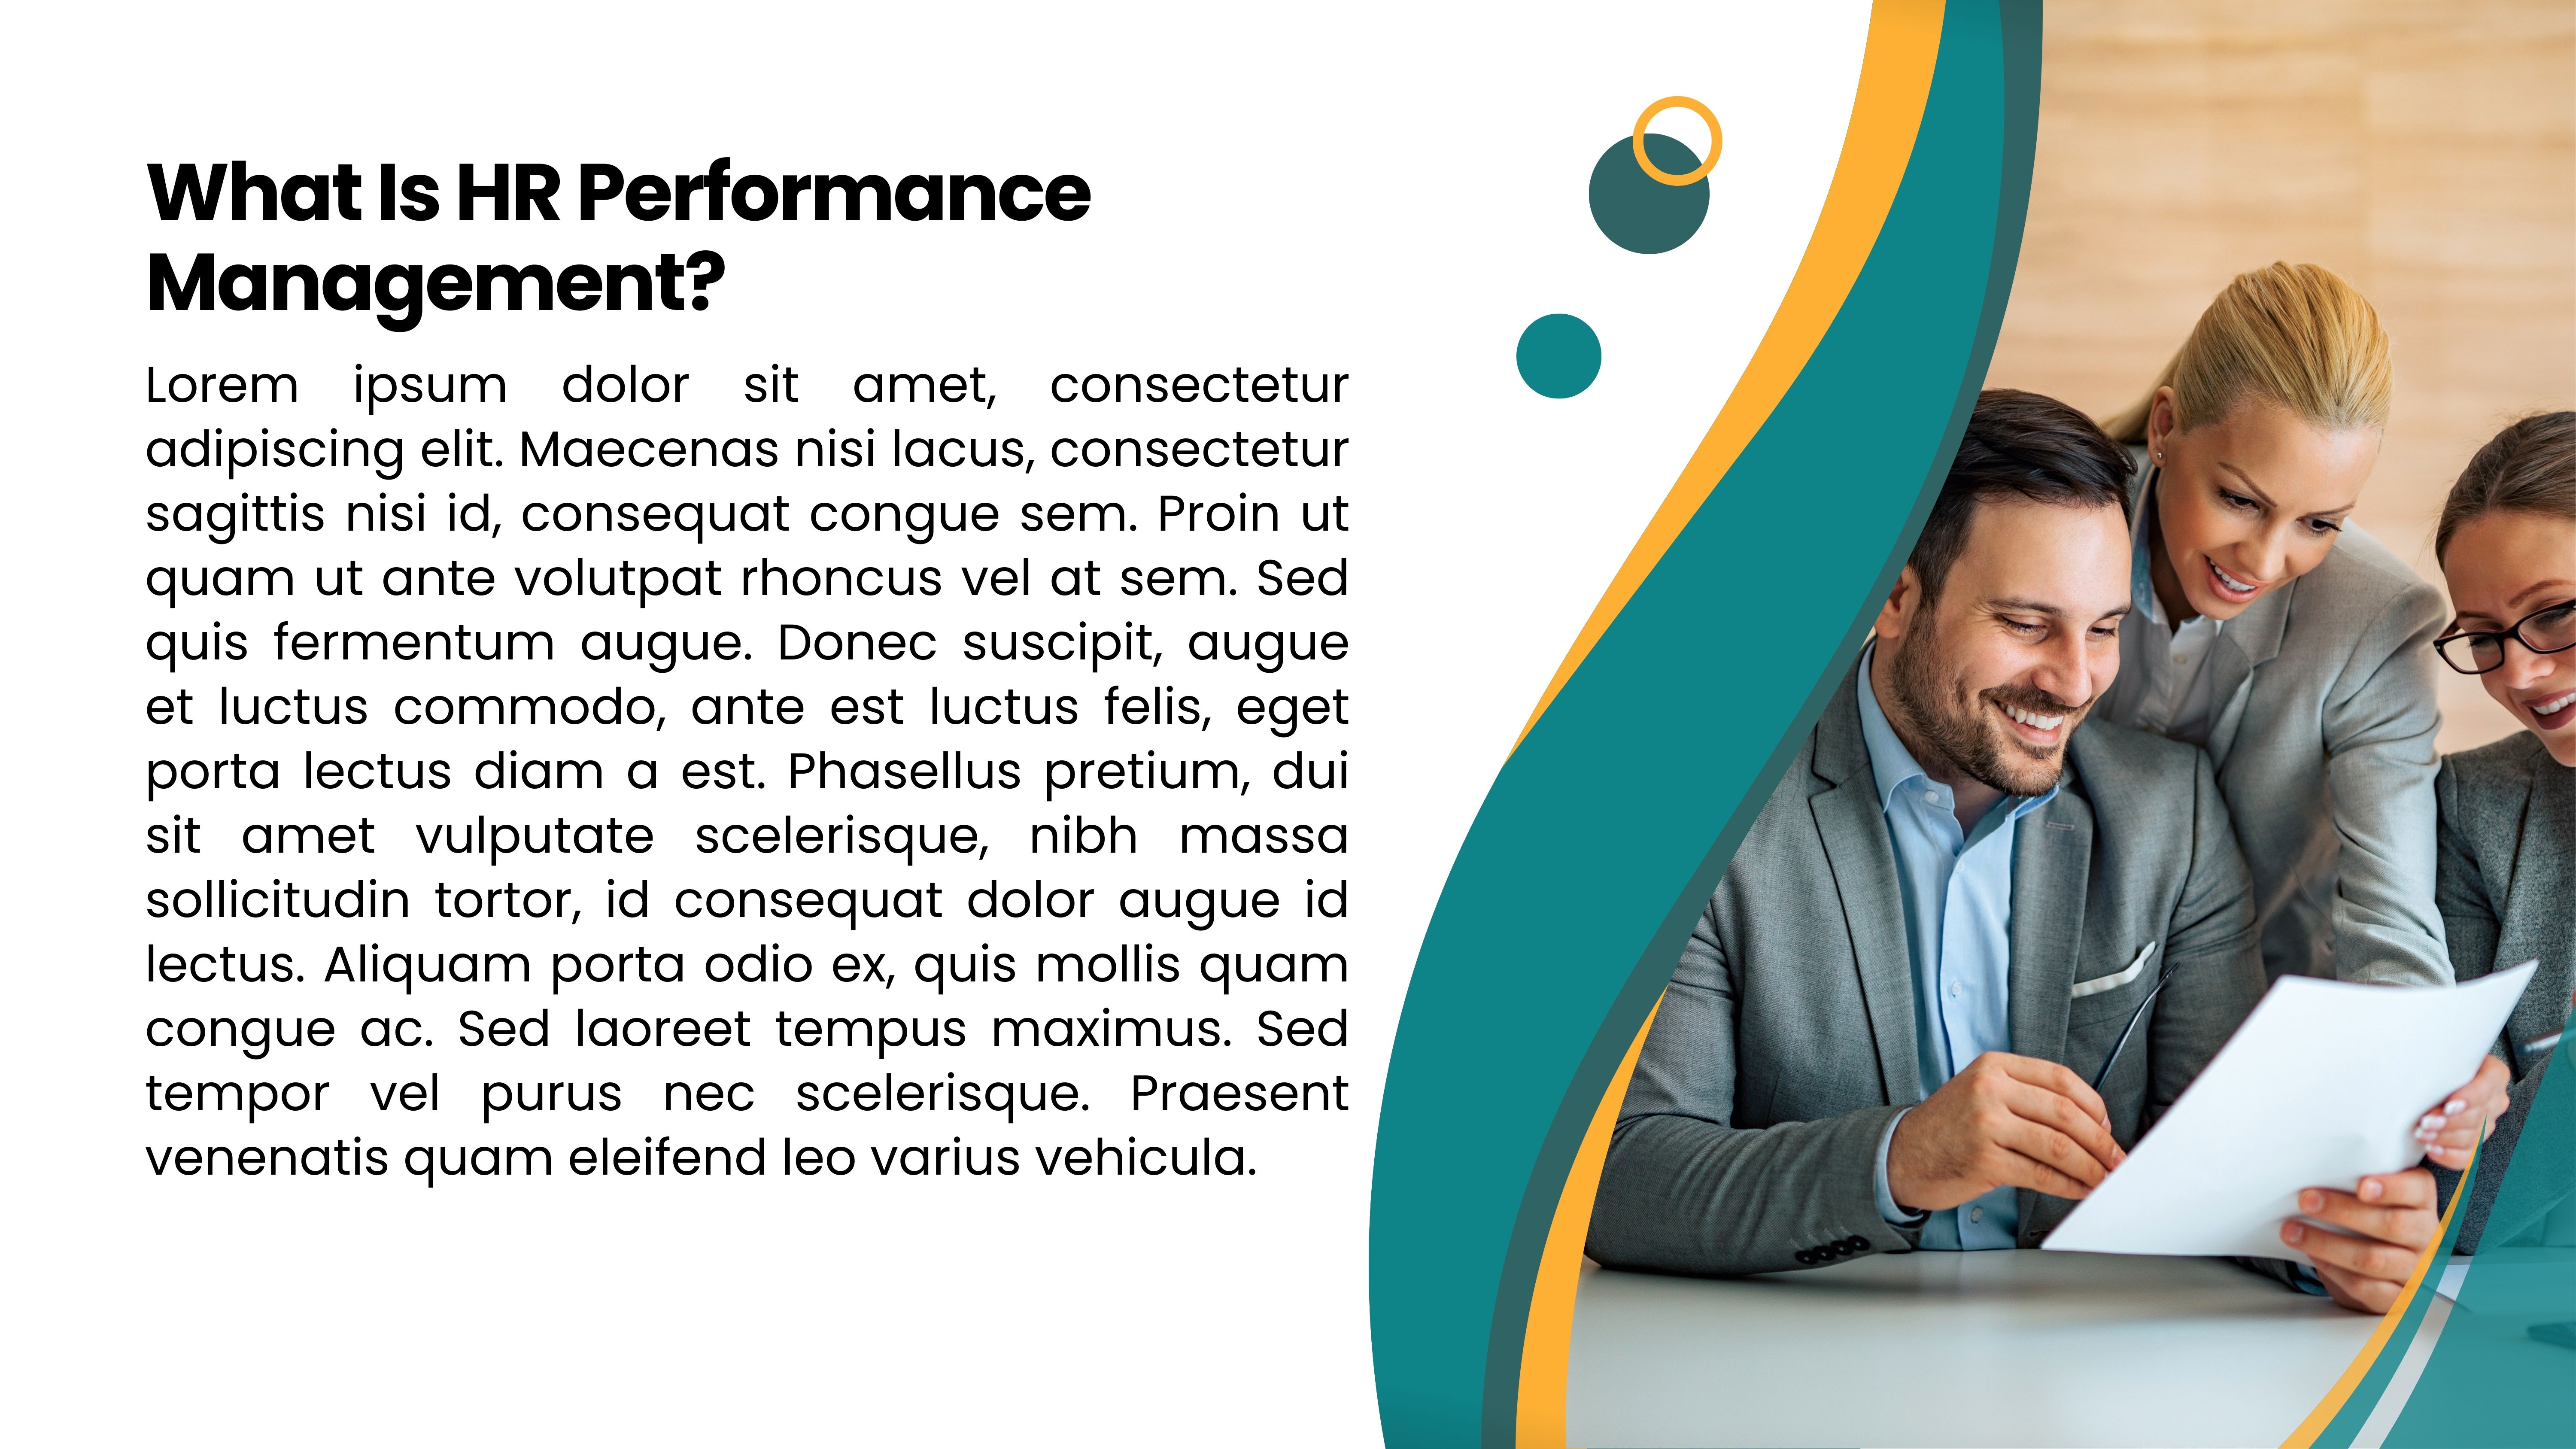 What Is HR Performance
Management?
Lorem ipsum dolor sit amet, consectetur
adipiscing elit. Maecenas nisi lacus, consectetur
sagittis nisi id, consequat congue sem. Proin ut
quam ut ante volutpat rhoncus vel at sem. Sed
quis fermentum augue. Donec suscipit, augue
et luctus commodo, ante est luctus felis, eget
porta lectus diam a est. Phasellus pretium, dui
sit amet vulputate scelerisque, nibh massa
sollicitudin tortor, id consequat dolor augue id
lectus. Aliquam porta odio ex, quis mollis quam
congue ac. Sed laoreet tempus maximus. Sed
tempor vel purus nec scelerisque. Praesent
venenatis quam eleifend leo varius vehicula.